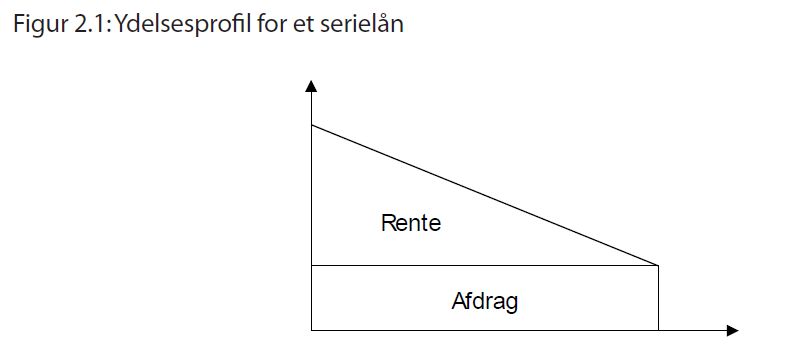 Figur 2.1: Ydelsesprofil for et serielån
Rente
Afdrag